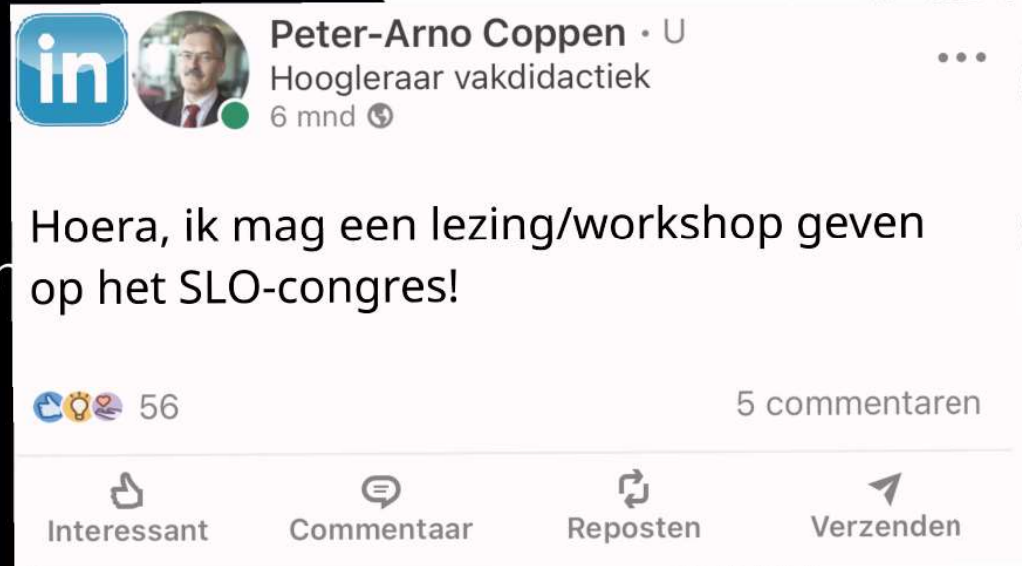 in
Peter-Arno Coppen • U
Hoogleraar vakdidactiek
6 mnd
Hoera, ik mag een lezing/workshop geven
op het SLO-congres!
56
5 commentaren
Interessant
Commentaar
Reposten
Verzenden